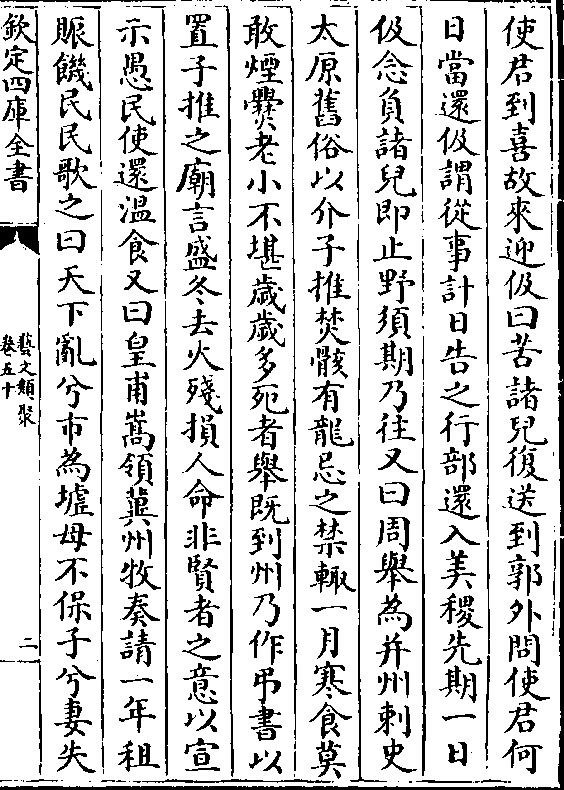 使君到喜故來迎伋曰苦諸兒復送到郭外問使君何
日當還伋謂從事計日告之行部還入美稷先期一日
伋念負諸兒即止野須期乃往又曰周舉為并州刺史
太原舊俗以介子推焚骸有龍忌之禁輙一月寒食莫
敢煙爨老小不堪歲歲多死者舉既到州乃作弔書以
置子推之廟言盛冬去火殘損人命非賢者之意以宣
示愚民使還溫食又曰皇甫嵩領兾州牧奏請一年租
賑饑民民歌之曰天下亂兮市為墟母不保子兮妻失
欽定四庫全書
藝文類聚
卷五十
二